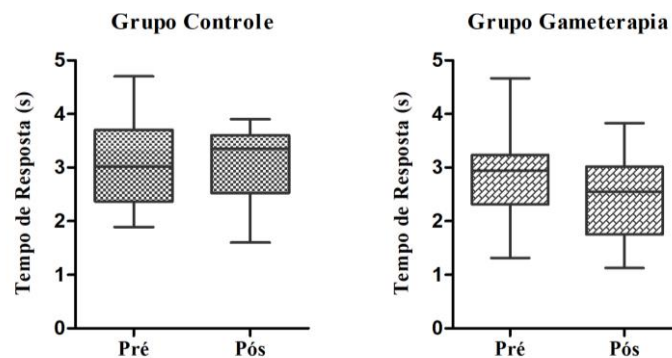 Grupo Controle
Tempo de Resposta (s)
5
4
3
2
1
0
Pré Pós
Grupo Gameterapia
Tempo de Resposta (s)
5
4
3
2
1
0
Pré Pós